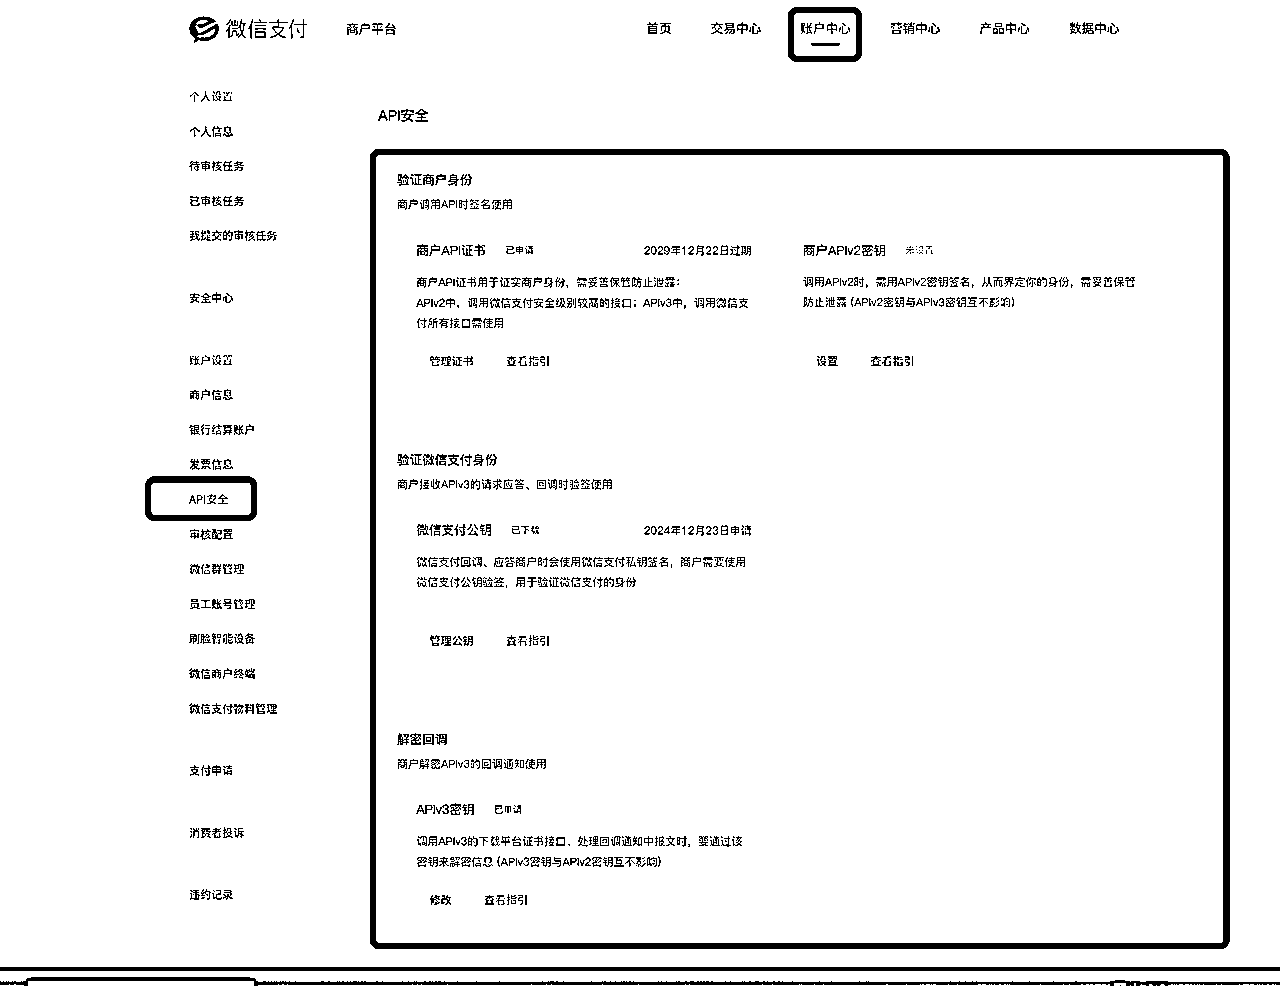 微信支付 商户平台 首页 交易中心 账户中心 营销中心 产品中心 数据中心
个人设置
个人信息
待审核任务
已审核任务
我提交的审核任务
安全中心
账户设置
商户信息
银行结算账户
发票信息
API安全
审核配置
微信群管理
员工账号管理
刷脸智能设备
微信商户终端
微信支付物料管理
支付申请
消费者投诉
违约记录
API安全
验证商户身份
商户调用API时签名使用
商户API证书 已申请 2029年12月22日过期
商户API证书用于证实商户身份，需妥善保管防止泄露：
APIv2中，调用微信支付安全级别较高的接口；APIv3中，调用微信支
付所有接口需使用
管理证书 查看指引
商户APIv2密钥 未设置
调用APIv2时，需用APIv2密钥签名，从而界定你的身份，需妥善保管
防止泄露 (APIv2密钥与APIv3密钥互不影响)
设置 查看指引
验证微信支付身份
商户接收APIv3的请求应答、回调时验签使用
微信支付公钥 已下载 2024年12月23日申请
微信支付回调、应答商户时会使用微信支付私钥签名，商户需要使用
微信支付公钥验签，用于验证微信支付的身份
管理公钥 查看指引
解密回调
商户解密APIv3的回调通知使用
APIv3密钥 已申请
调用APIv3的下载平台证书接口、处理回调通知中报文时，要通过该
密钥来解密信息 (APIv3密钥与APIv2密钥互不影响)
修改 查看指引